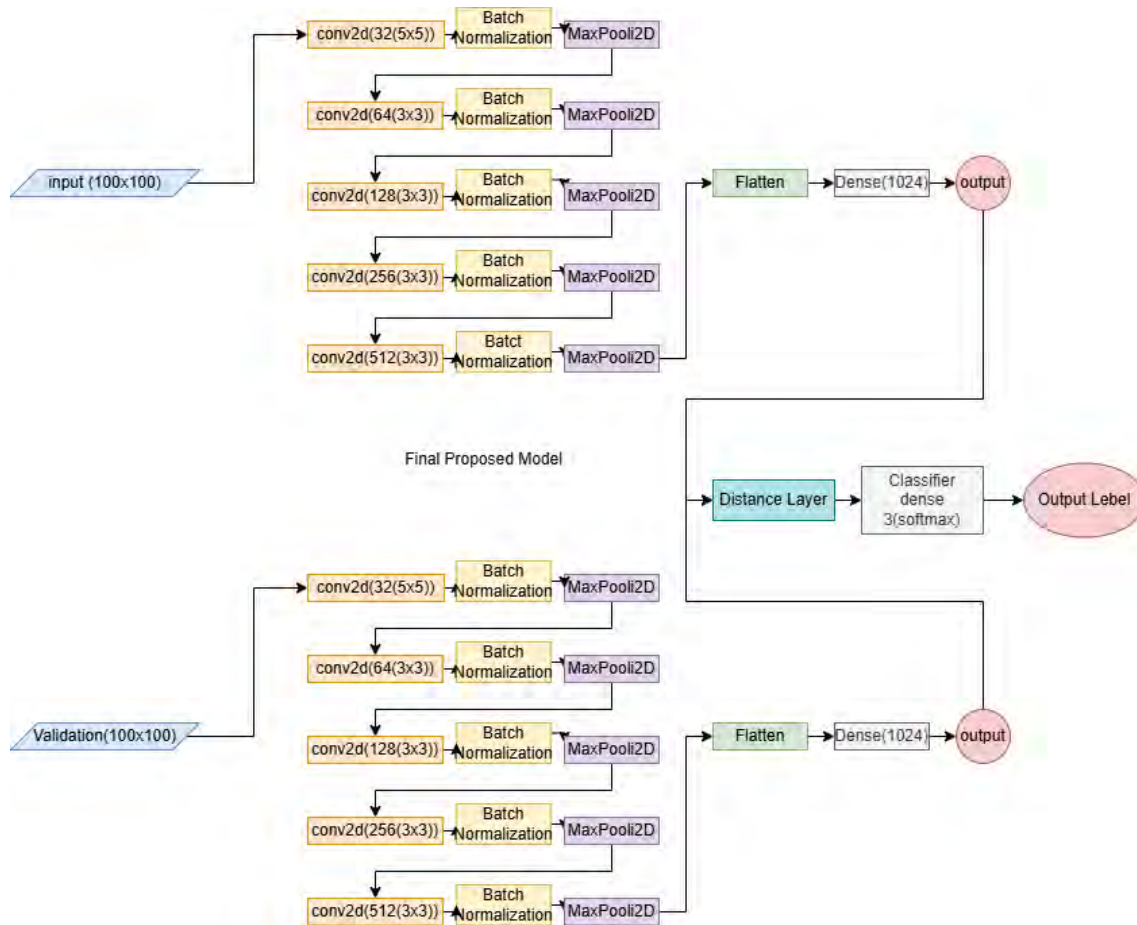 conv2d(32(5x5))
Batch
Normalization
MaxPooli2D
conv2d(64(3x3))
Batch
Normalization
MaxPooli2D
input (100x100)
conv2d(128(3x3))
Batch
Normalization
MaxPooli2D
Flatten
Dense(1024)
output
conv2d(256(3x3))
Batch
Normalization
MaxPooli2D
conv2d(512(3x3))
Batct
Normalization
MaxPooli2D
Final Proposed Model
Distance Layer
Classifier
dense
3(softmax)
Output Lebel
conv2d(32(5x5))
Batch
Normalization
MaxPooli2D
conv2d(64(3x3))
Batch
Normalization
MaxPooli2D
Validation(100x100)
conv2d(128(3x3))
Batch
Normalization
MaxPooli2D
Flatten
Dense(1024)
output
conv2d(256(3x3))
Batch
Normalization
MaxPooli2D
conv2d(512(3x3))
Batch
Normalization
MaxPooli2D